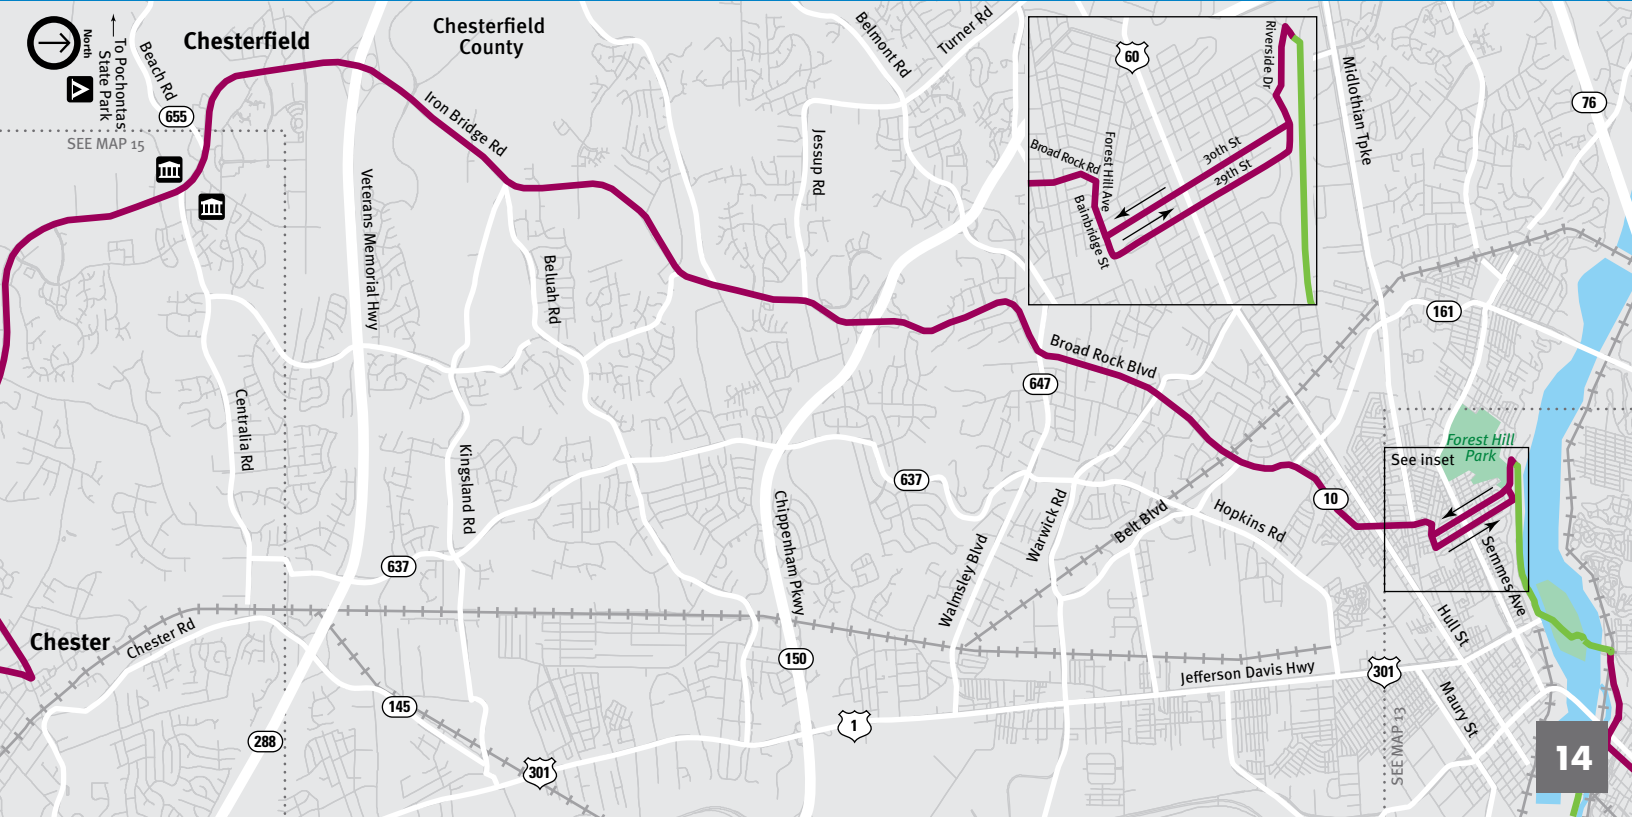 North
To Pochontas
State Park
Beach Rd
655
SEE MAP 15
Chesterfield
Chesterfield
County
Iron Bridge Rd
Veterans Memorial Hwy
Centralia Rd
Beluah Rd
Kingsland Rd
Belmont Rd
Turner Rd
Jessup Rd
60
Riverside Dr
Broad Rock Rd
Forest Hill Ave
Bainbridge St
30th St
29th St
Midlothian Tpke
76
161
Broad Rock Blvd
647
637
637
10
See inset
Forest Hill
Park
Semmes Ave
Hull St
Maury St
Chippenham Pkwy
Walmsley Blvd
Warwick Rd
Belt Blvd
Hopkins Rd
Chester
Chester Rd
150
Jefferson Davis Hwy
301
1
145
288
301
SEE MAP 13
14